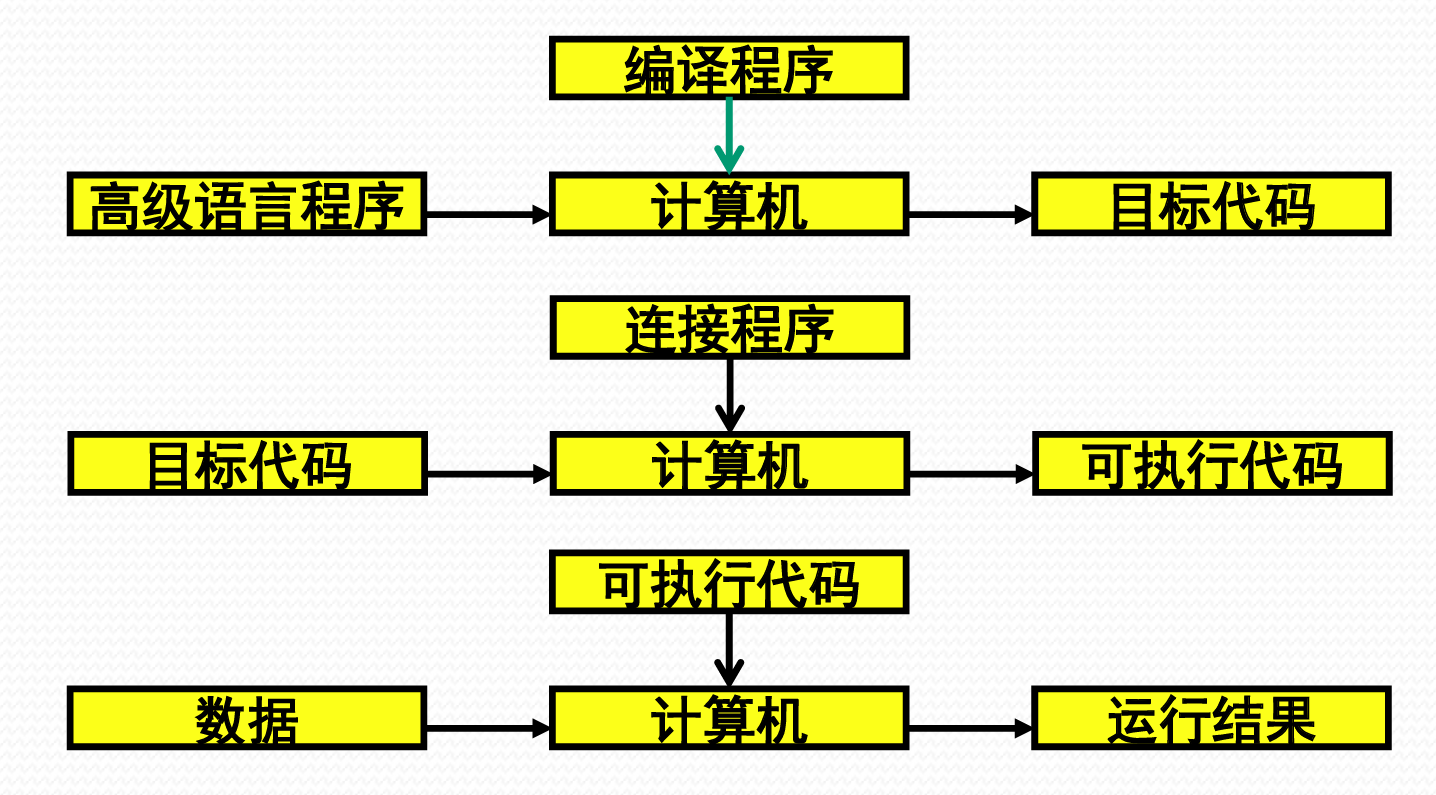 编译程序
高级语言程序
计算机
目标代码
连接程序
目标代码
计算机
可执行代码
可执行代码
数据
计算机
运行结果